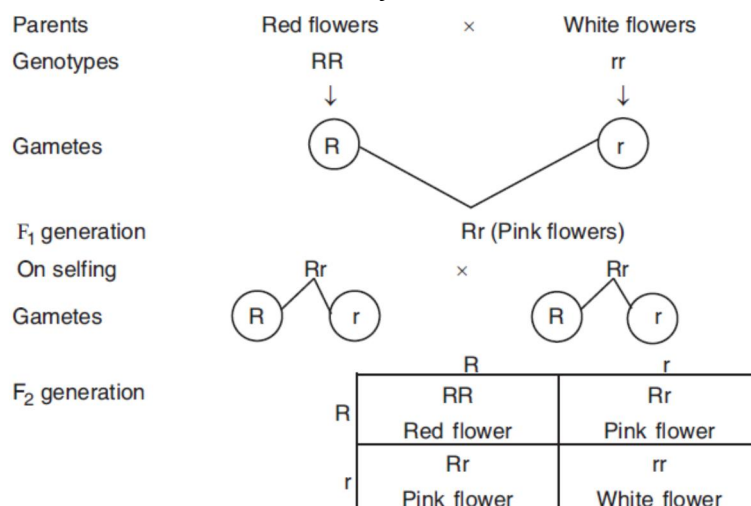 Parents Red flowers × White flowers
Genotypes RR rr
↓ ↓
Gametes R r
F₁ generation Rr (Pink flowers)
On selfing Rr × Rr
Gametes R r R r
R r
F₂ generation RR Rr
R Red flower Pink flower
Rr rr
r Pink flower White flower